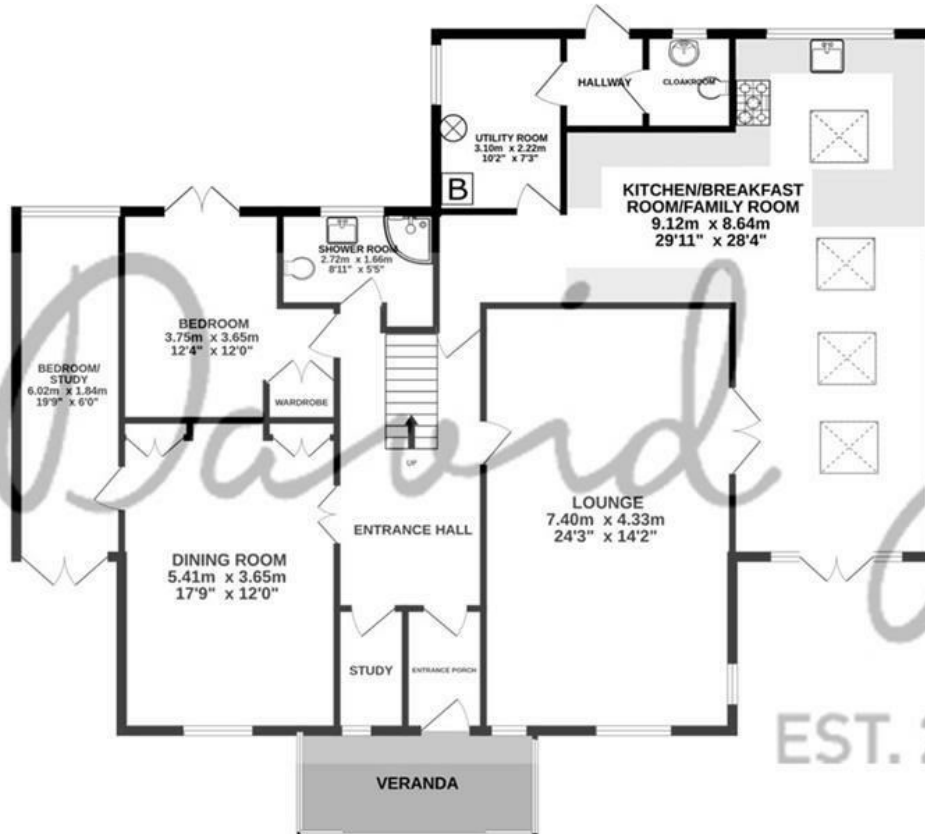 HALLWAY
CLOAKROOM
UTILITY ROOM
3.10m x 2.22m
10'2" x 7'3"
B
KITCHEN/BREAKFAST
ROOM/FAMILY ROOM
9.12m x 8.64m
29'11" x 28'4"
SHOWER ROOM
2.72m x 1.66m
8'11" x 5'5"
BEDROOM
3.75m x 3.65m
12'4" x 12'0"
BEDROOM/
STUDY
6.02m x 1.84m
19'9" x 6'0"
WARDROBE
UP
David
LOUNGE
7.40m x 4.33m
24'3" x 14'2"
ENTRANCE HALL
DINING ROOM
5.41m x 3.65m
17'9" x 12'0"
STUDY
ENTRANCE PORCH
EST.
VERANDA